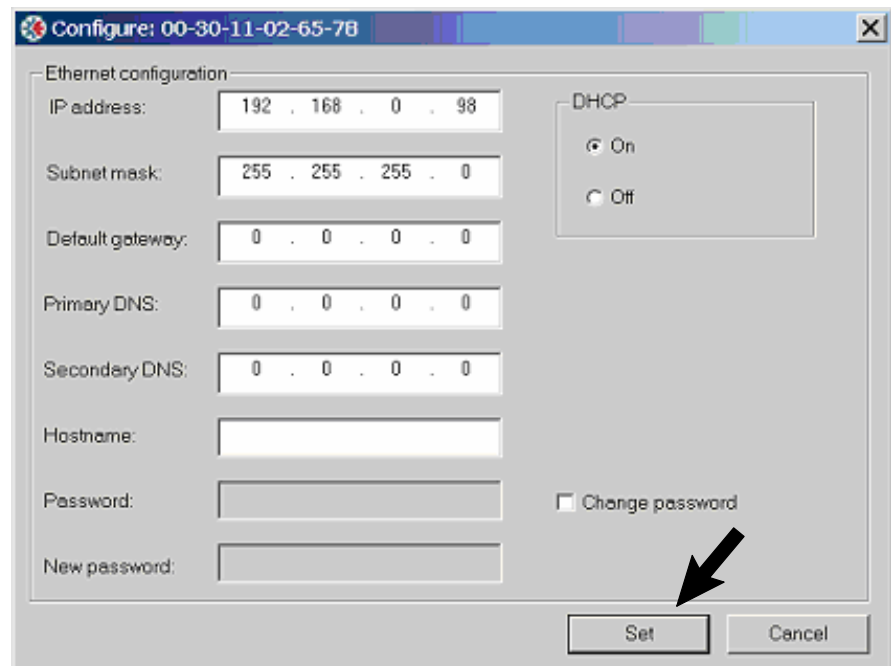 Configure: 00-30-11-02-65-78
Ethernet configuration
IP address: 192 . 168 . 0 . 98
DHCP
On
Subnet mask: 255 . 255 . 255 . 0
Off
Default gateway: 0 . 0 . 0 . 0
Primary DNS: 0 . 0 . 0 . 0
Secondary DNS: 0 . 0 . 0 . 0
Hostname:
Password:
Change password
New password:
Set
Cancel